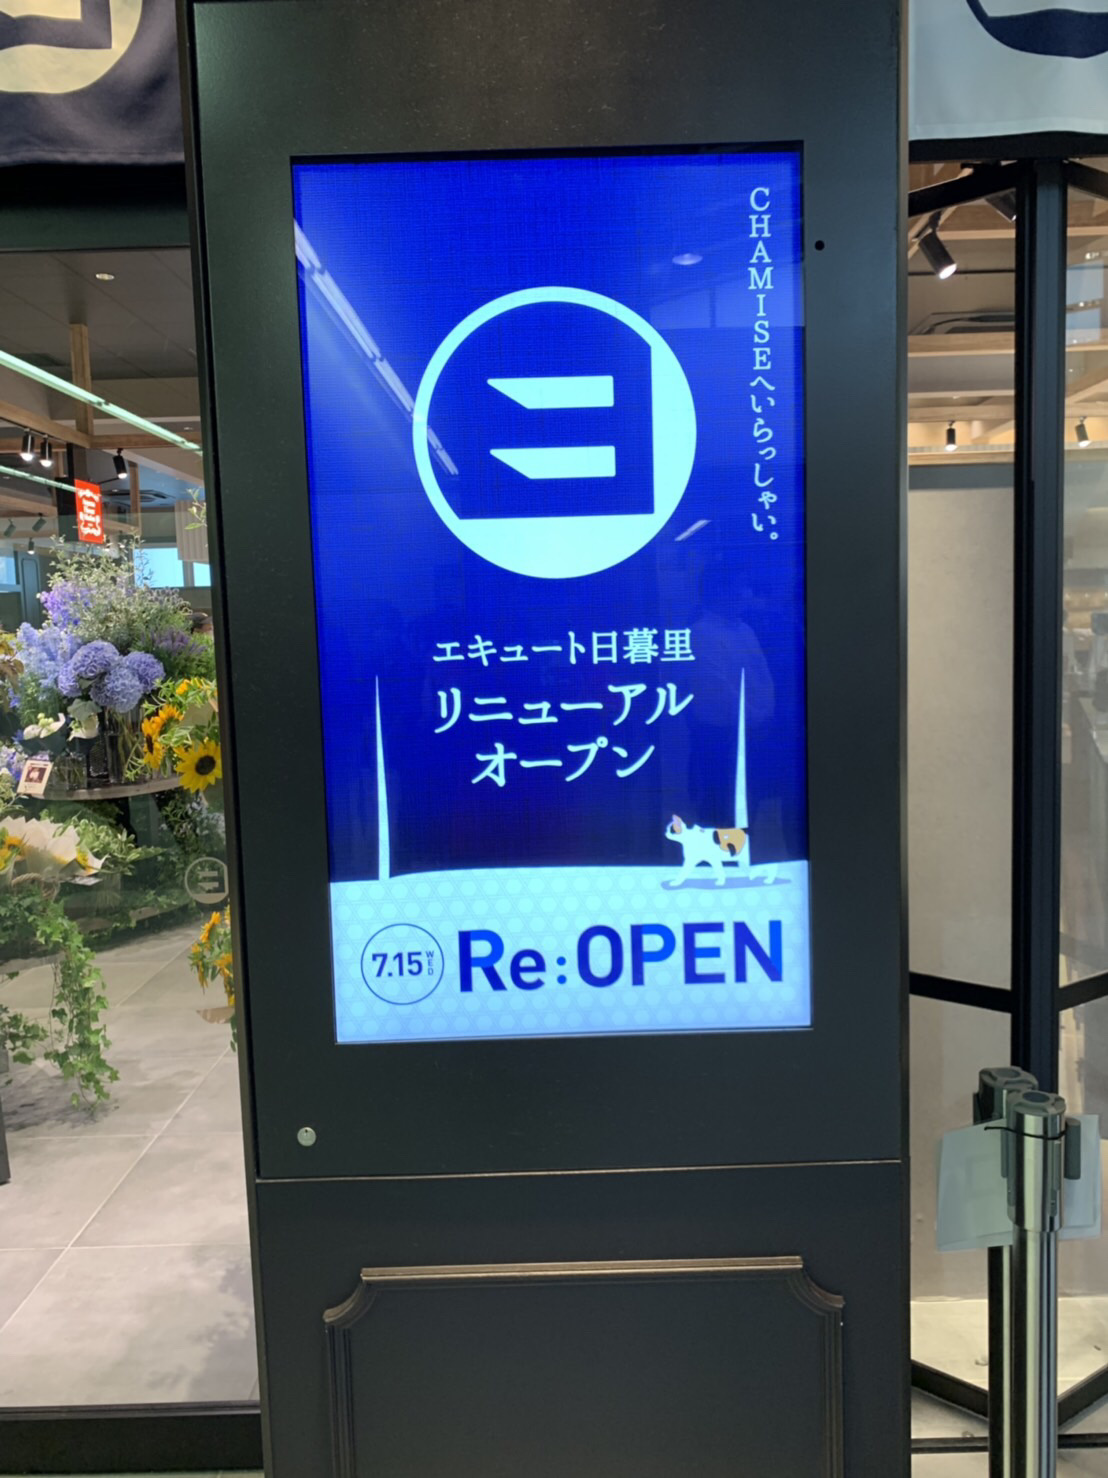 CHAMISEへいらっしゃい。
エキュート日暮里
リニューアル
オープン
7.15 WED Re:OPEN